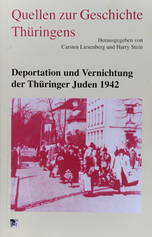 Quellen zur Geschichte
Thüringens
Herausgegeben von
Carsten Liesenberg und Harry Stein
Deportation und Vernichtung
der Thüringer Juden 1942